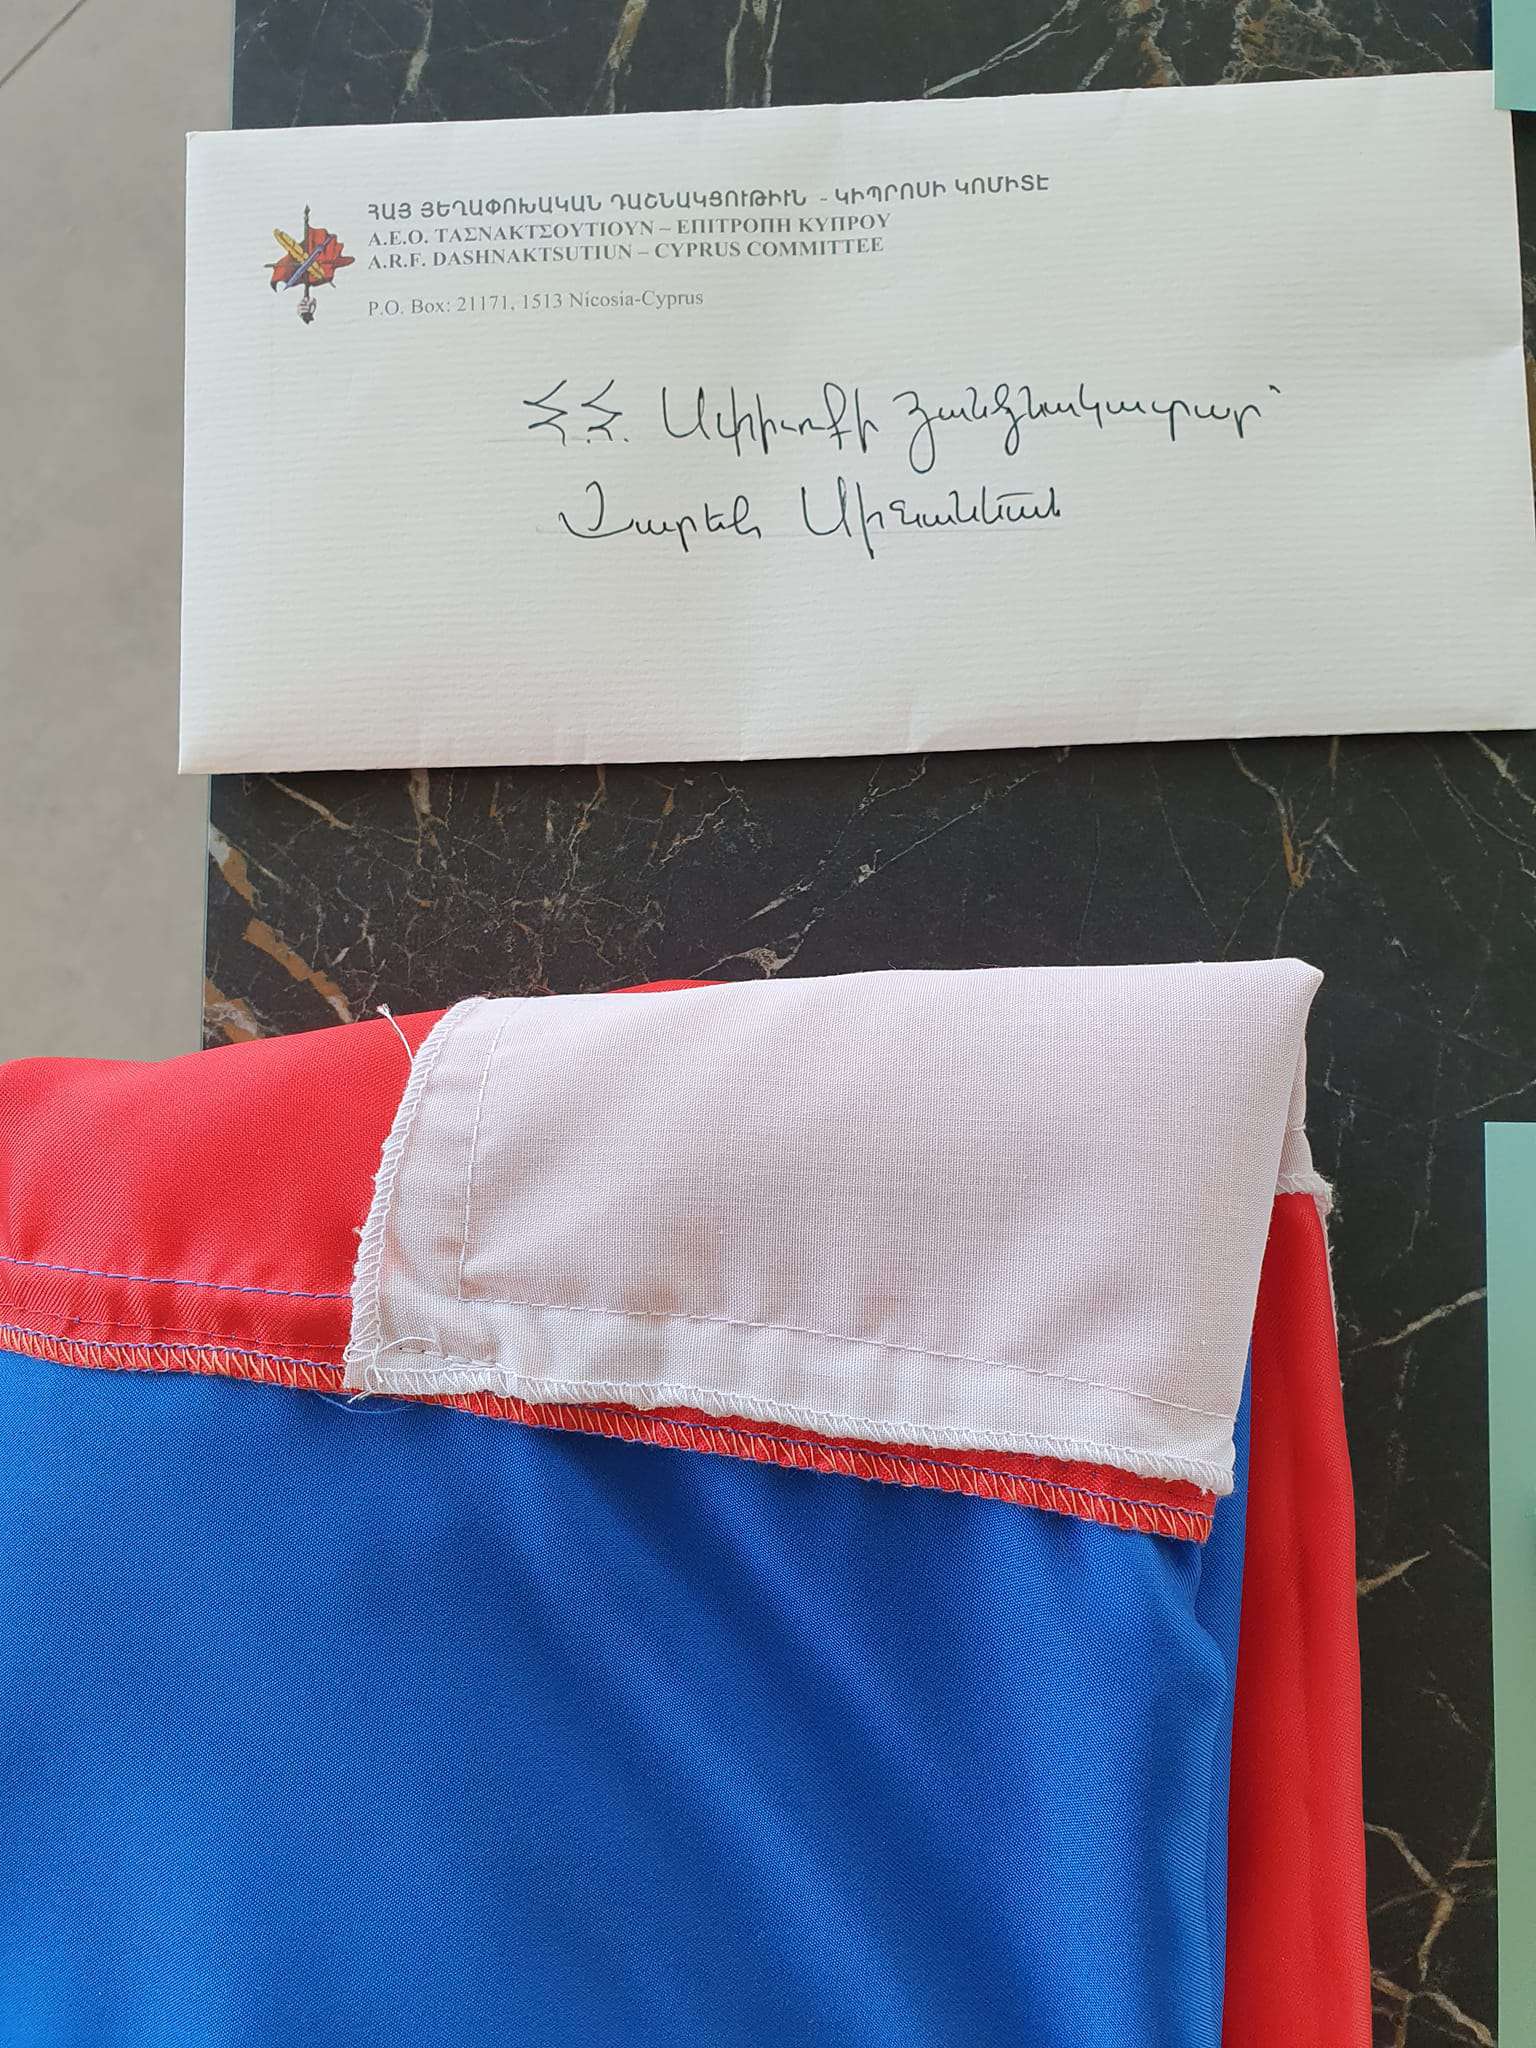 ՀԱՅ ՅԵՂԱՓՈԽԱԿԱՆ ԴԱՇՆԱԿՑՈՒԹԻՒՆ - ԿԻՊՐՈՍԻ ԿՈՄԻՏԷ
Α.Ε.Ο. ΤΑΣΝΑΚΤΣΟΥΤΙΟΥΝ – ΕΠΙΤΡΟΠΗ ΚΥΠΡΟΥ
A.R.F. DASHNAKTSUTIUN – CYPRUS COMMITTEE
P.O. Box: 21171, 1513 Nicosia-Cyprus
Հ.Հ. Սփիւռքի Յանձնակատար՝
Զարեհ Սինանեան